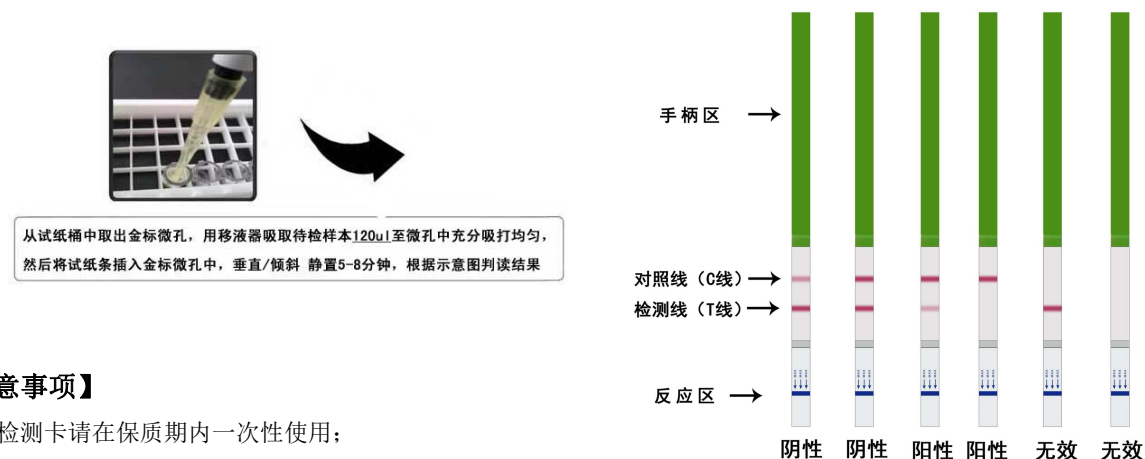 从试纸桶中取出金标微孔，用移液器吸取待检样本120ul至微孔中充分吸打均匀，
然后将试纸条插入金标微孔中，垂直/倾斜 静置5-8分钟，根据示意图判读结果
手柄区
对照线（C线）
检测线（T线）
反应区
阴性 阴性 阳性 阳性 无效 无效
意事项】
检测卡请在保质期内一次性使用；